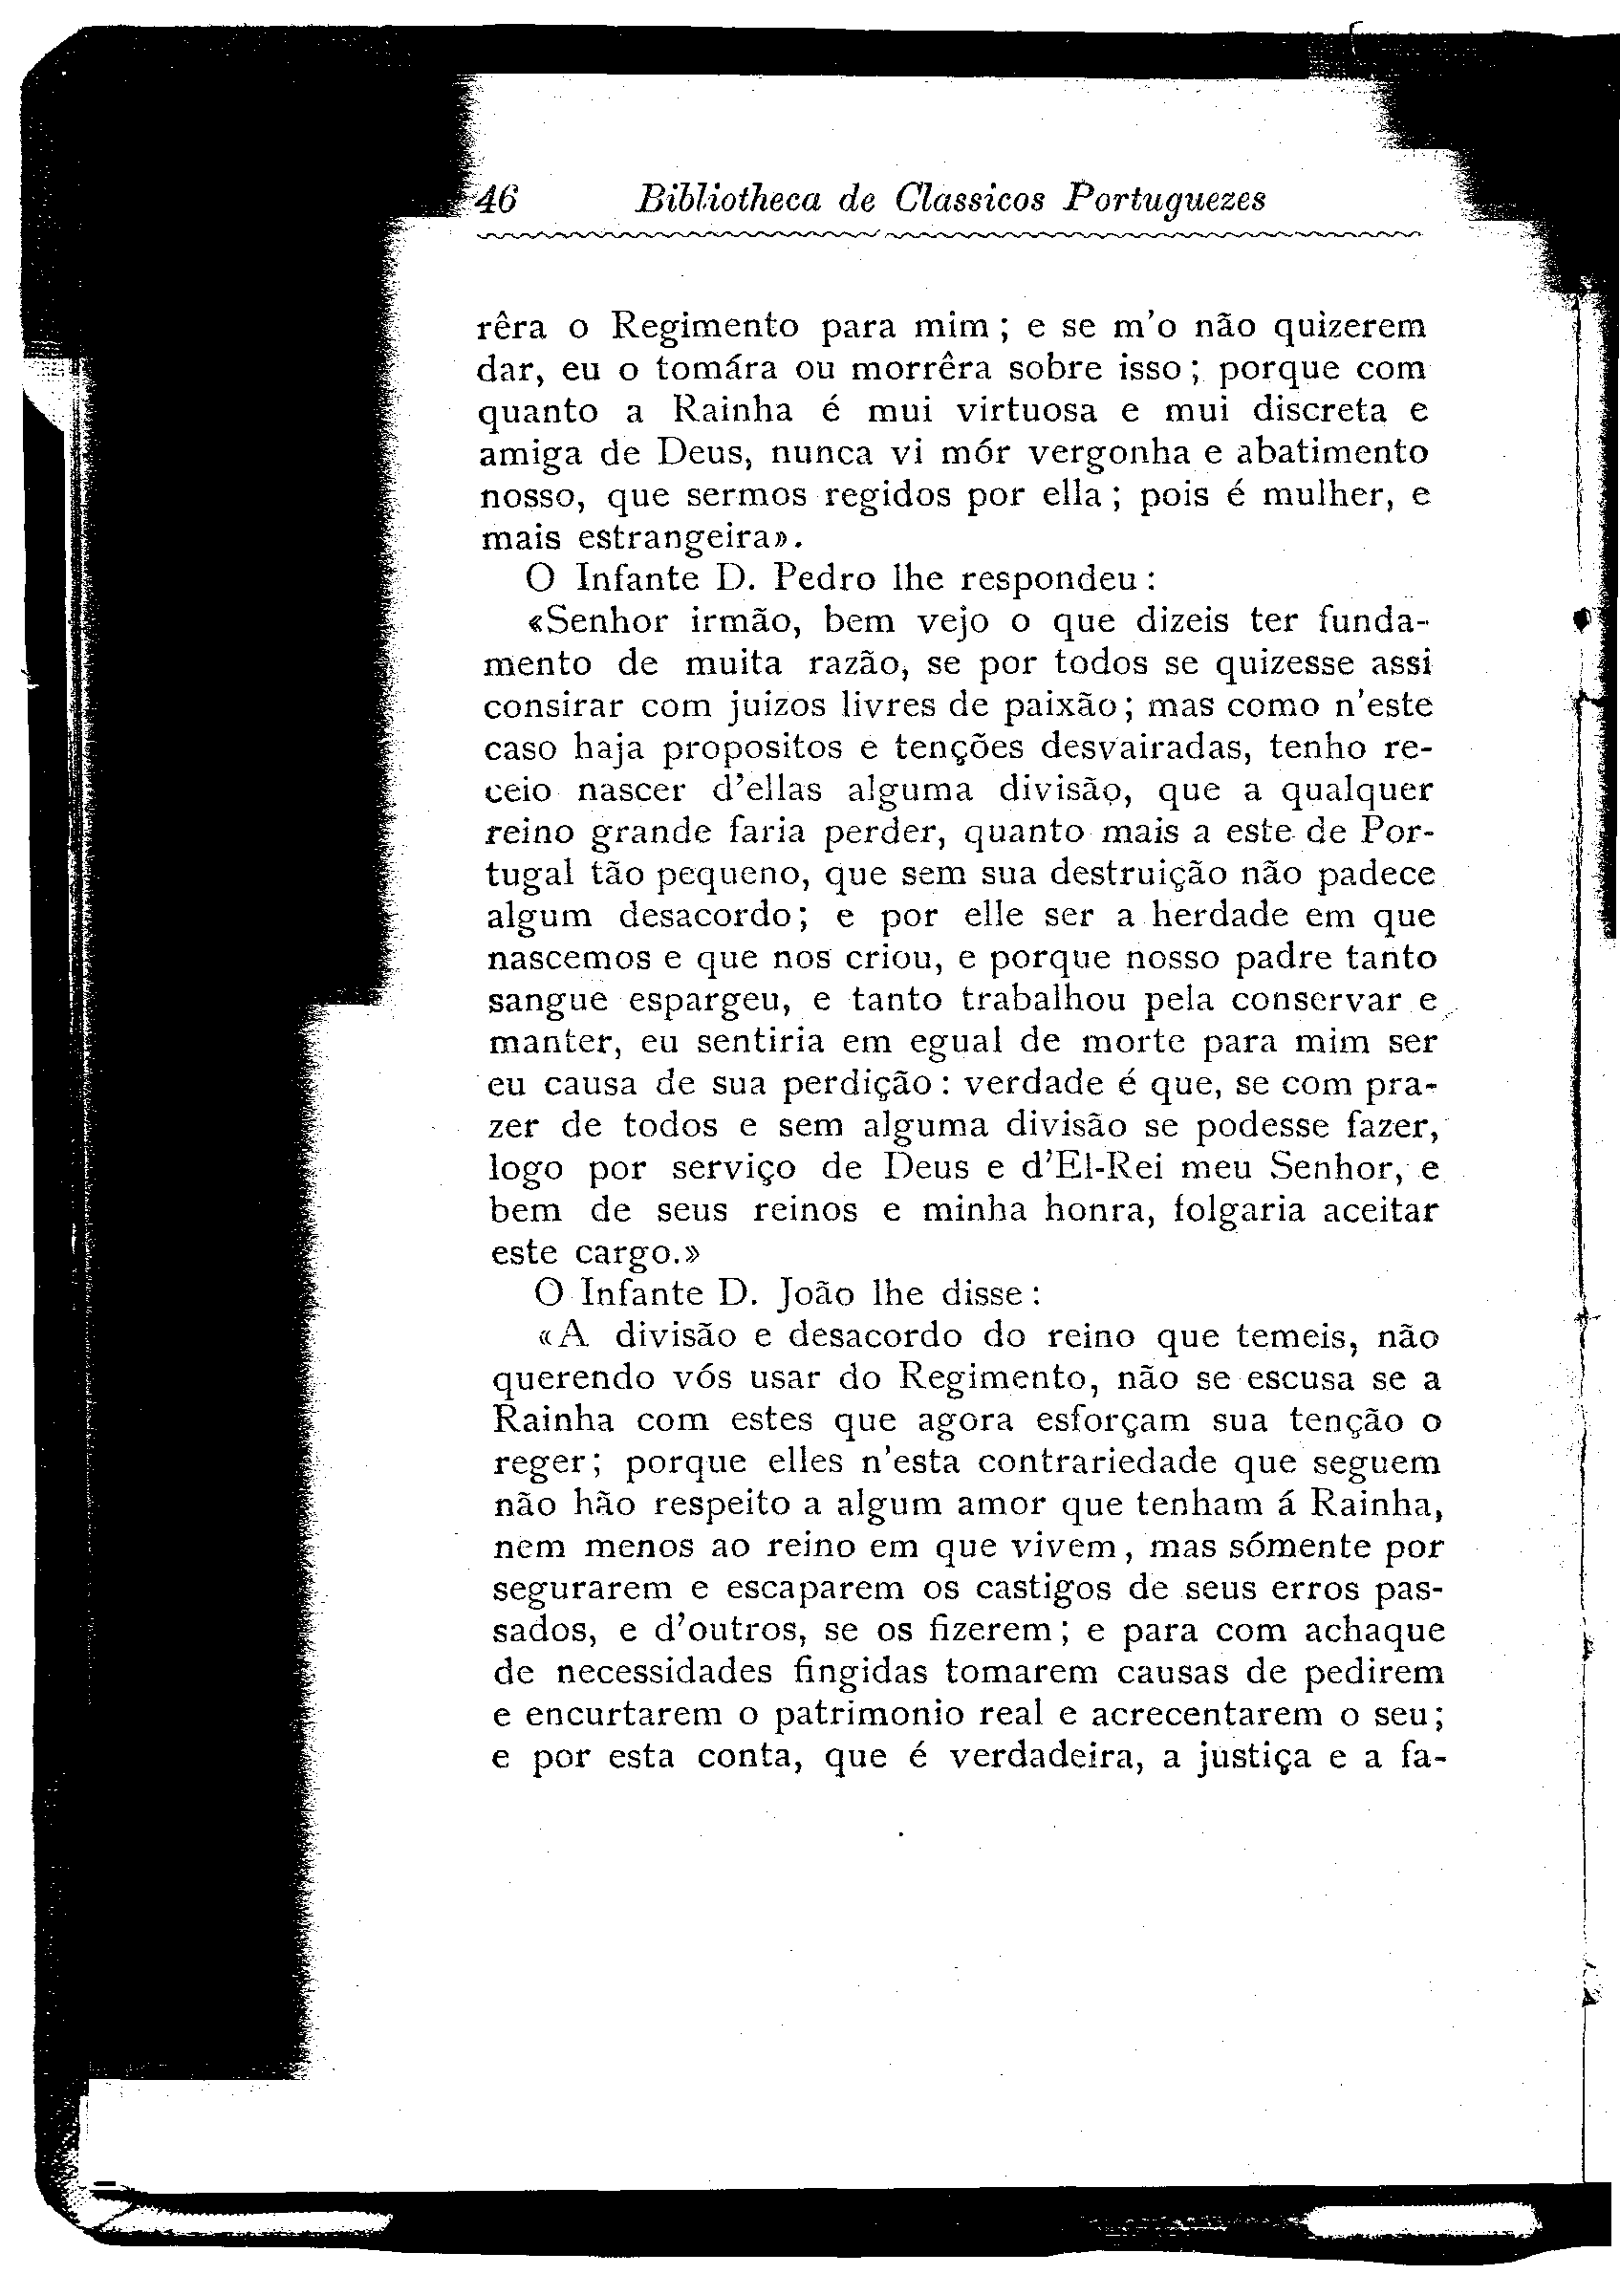 46 Bibliotheca de Classicos Portuguezes
rêra o Regimento para mim; e se m'o não quizerem
dar, eu o tomára ou morrêra sobre isso; porque com
quanto a Rainha é mui virtuosa e mui discreta e
amiga de Deus, nunca vi mór vergonha e abatimento
nosso, que sermos regidos por ella; pois é mulher, e
mais estrangeira».
O Infante D. Pedro lhe respondeu:
«Senhor irmão, bem vejo o que dizeis ter funda-
mento de muita razão, se por todos se quizesse assi
consirar com juizos livres de paixão; mas como n'este
caso haja propositos e tenções desvairadas, tenho re-
ceio nascer d'ellas alguma divisão, que a qualquer
reino grande faria perder, quanto mais a este de Por-
tugal tão pequeno, que sem sua destruição não padece
algum desacordo; e por elle ser a herdade em que
nascemos e que nos criou, e porque nosso padre tanto
sangue espargeu, e tanto trabalhou pela conservar e
manter, eu sentiria em egual de morte para mim ser
eu causa de sua perdição: verdade é que, se com pra-
zer de todos e sem alguma divisão se podesse fazer,
logo por serviço de Deus e d'El-Rei meu Senhor, e
bem de seus reinos e minha honra, folgaria aceitar
este cargo.»
O Infante D. João lhe disse:
«A divisão e desacordo do reino que temeis, não
querendo vós usar do Regimento, não se escusa se a
Rainha com estes que agora esforçam sua tenção o
reger; porque elles n'esta contrariedade que seguem
não hão respeito a algum amor que tenham á Rainha,
nem menos ao reino em que vivem, mas sómente por
segurarem e escaparem os castigos de seus erros pas-
sados, e d'outros, se os fizerem; e para com achaque
de necessidades fingidas tomarem causas de pedirem
e encurtarem o patrimonio real e acrecentarem o seu;
e por esta conta, que é verdadeira, a justiça e a fa-